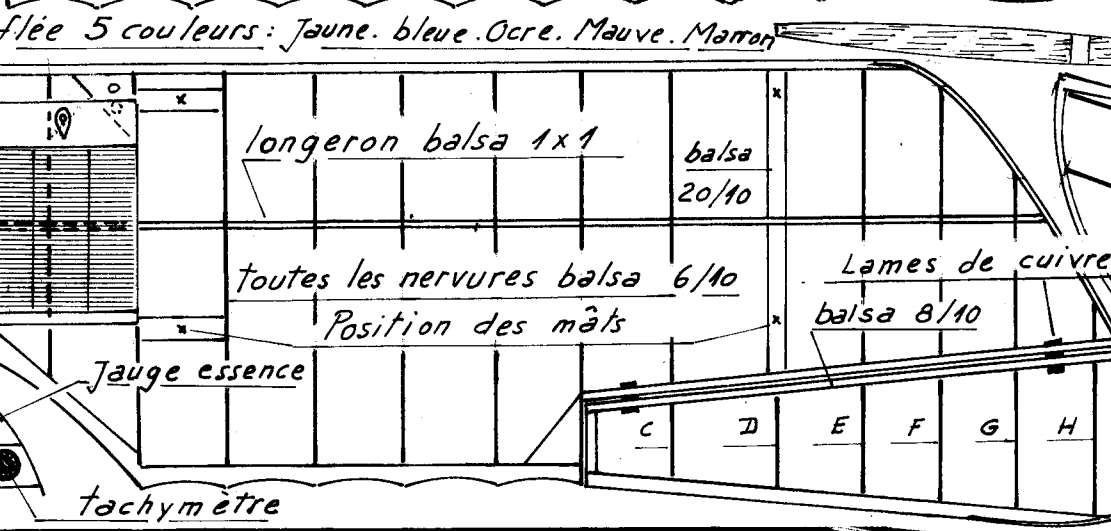 flée 5 couleurs: Jaune. bleue. Ocre. Mauve. Marron
longeron balsa 1x1
balsa
20/10
Lames de cuivre
toutes les nervures balsa 6/10
balsa 8/10
Position des mâts
Jauge essence
C D E F G H
tachymètre